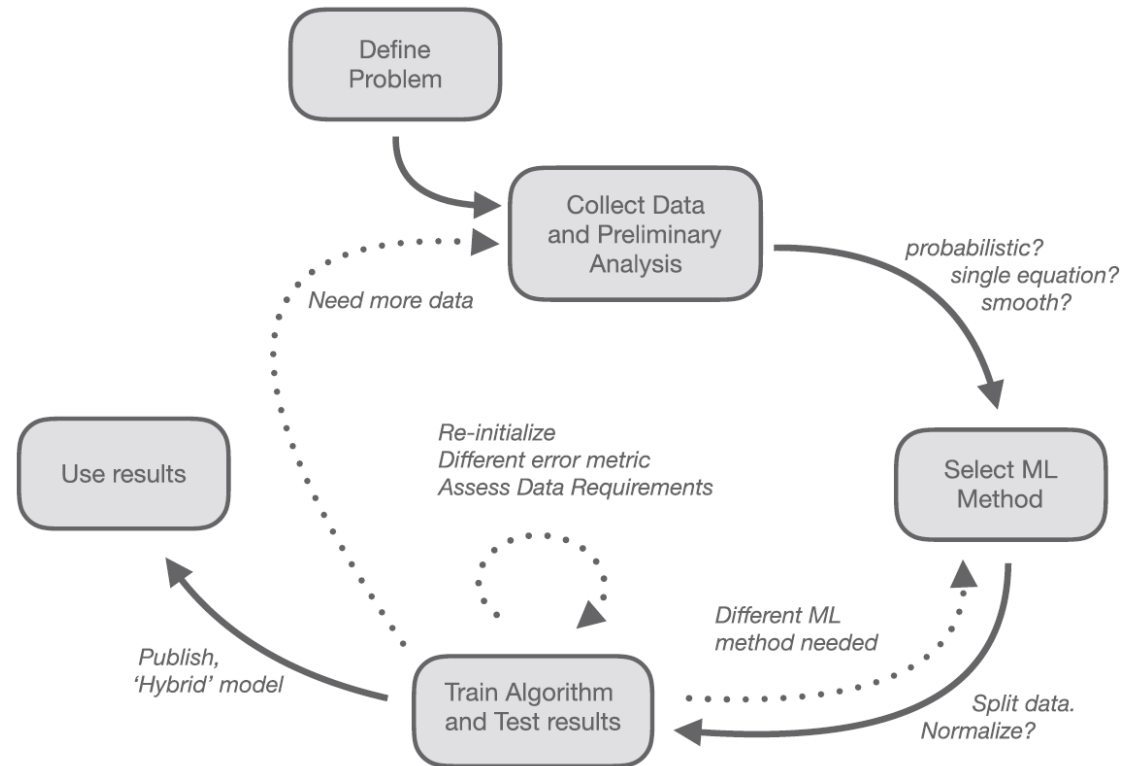 Define
Problem
Collect Data
and Preliminary
Analysis
probabilistic?
single equation?
smooth?
Need more data
Re-initialize
Different error metric
Assess Data Requirements
Use results
Select ML
Method
Different ML
method needed
Publish,
‘Hybrid’ model
Train Algorithm
and Test results
Split data.
Normalize?